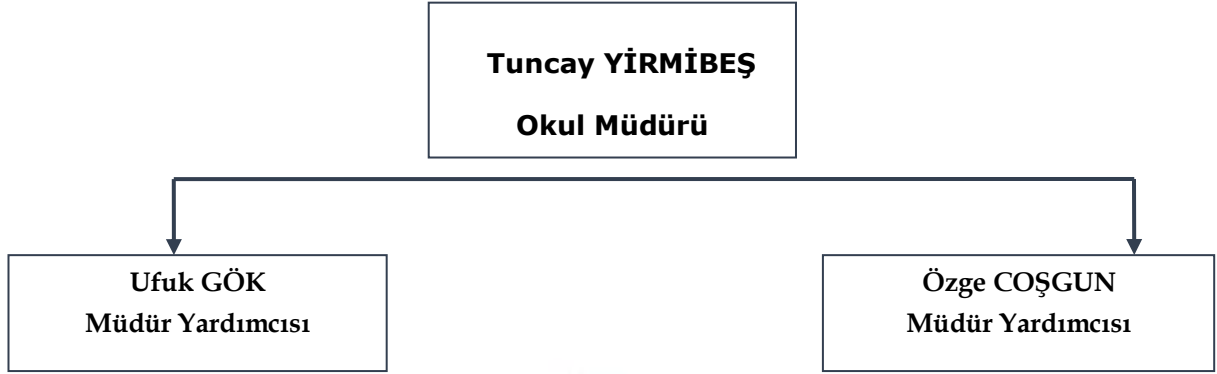 Tuncay YİRMİBEŞ
Okul Müdürü
Ufuk GÖK
Müdür Yardımcısı
Özge COŞGUN
Müdür Yardımcısı